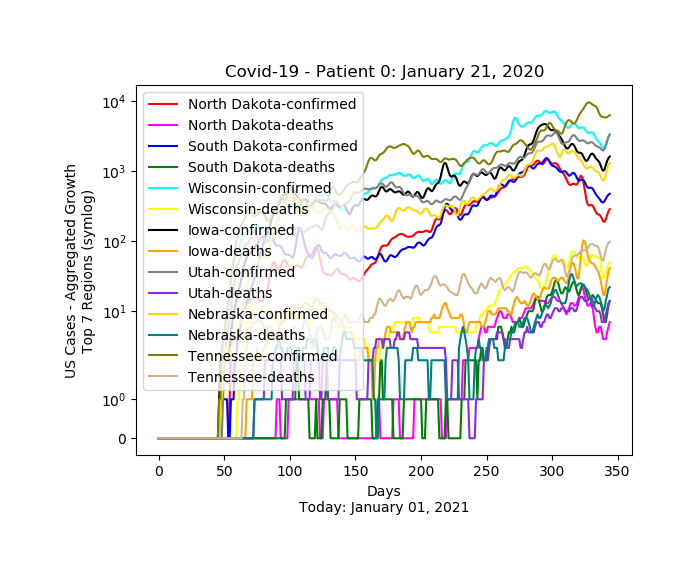 Covid-19 - Patient 0: January 21, 2020
US Cases - Aggregated Growth
Top 7 Regions (symlog)
10^4
10^3
10^2
10^1
10^0
0
North Dakota-confirmed
North Dakota-deaths
South Dakota-confirmed
South Dakota-deaths
Wisconsin-confirmed
Wisconsin-deaths
Iowa-confirmed
Iowa-deaths
Utah-confirmed
Utah-deaths
Nebraska-confirmed
Nebraska-deaths
Tennessee-confirmed
Tennessee-deaths
0 50 100 150 200 250 300 350
Days
Today: January 01, 2021